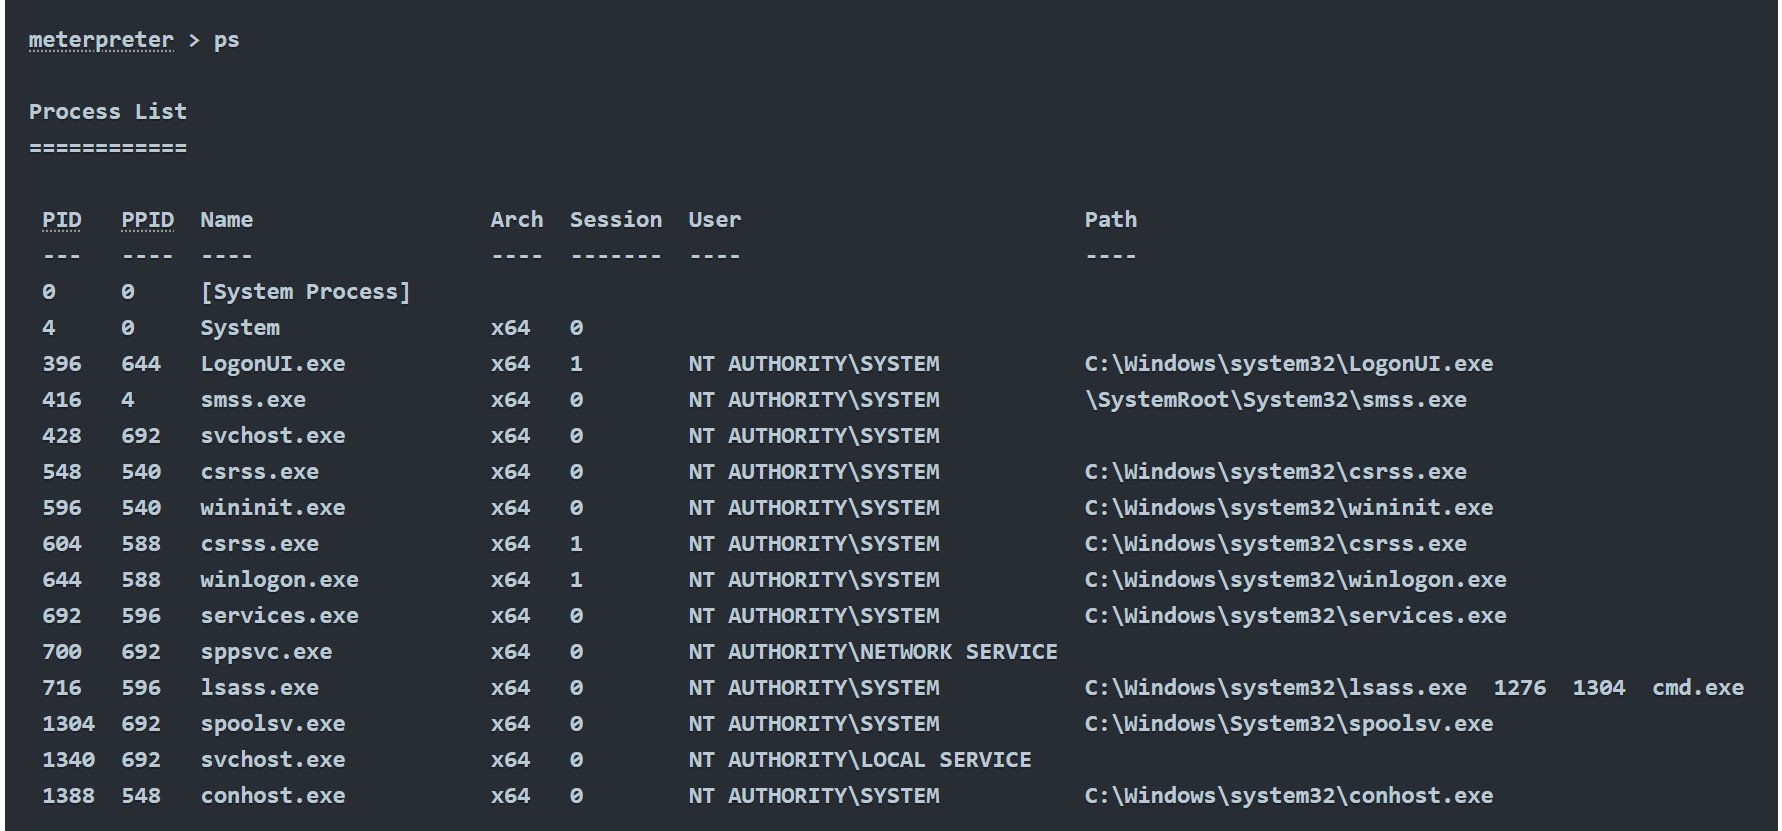 meterpreter > ps
Process List
============
PID PPID Name Arch Session User Path
--- ---- ---- ---- ------- ---- ----
0 0 [System Process]
4 0 System x64 0
396 644 LogonUI.exe x64 1 NT AUTHORITY\SYSTEM C:\Windows\system32\LogonUI.exe
416 4 smss.exe x64 0 NT AUTHORITY\SYSTEM \SystemRoot\System32\smss.exe
428 692 svchost.exe x64 0 NT AUTHORITY\SYSTEM
548 540 csrss.exe x64 0 NT AUTHORITY\SYSTEM C:\Windows\system32\csrss.exe
596 540 wininit.exe x64 0 NT AUTHORITY\SYSTEM C:\Windows\system32\wininit.exe
604 588 csrss.exe x64 1 NT AUTHORITY\SYSTEM C:\Windows\system32\csrss.exe
644 588 winlogon.exe x64 1 NT AUTHORITY\SYSTEM C:\Windows\system32\winlogon.exe
692 596 services.exe x64 0 NT AUTHORITY\SYSTEM C:\Windows\system32\services.exe
700 692 sppsvc.exe x64 0 NT AUTHORITY\NETWORK SERVICE
716 596 lsass.exe x64 0 NT AUTHORITY\SYSTEM C:\Windows\system32\lsass.exe 1276 1304 cmd.exe
1304 692 spoolsv.exe x64 0 NT AUTHORITY\SYSTEM C:\Windows\System32\spoolsv.exe
1340 692 svchost.exe x64 0 NT AUTHORITY\LOCAL SERVICE
1388 548 conhost.exe x64 0 NT AUTHORITY\SYSTEM C:\Windows\system32\conhost.exe